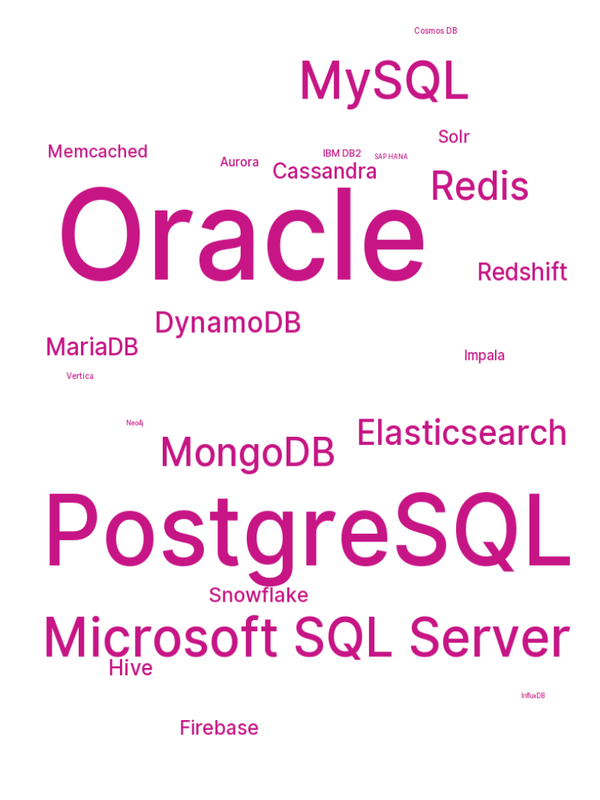 Cosmos DB
MySQL
Solr
Memcached
IBM DB2
SAP HANA
Aurora
Cassandra
Redis
Oracle
Redshift
DynamoDB
MariaDB
Impala
Vertica
Neo4j
Elasticsearch
MongoDB
PostgreSQL
Snowflake
Microsoft SQL Server
Hive
InfluxDB
Firebase